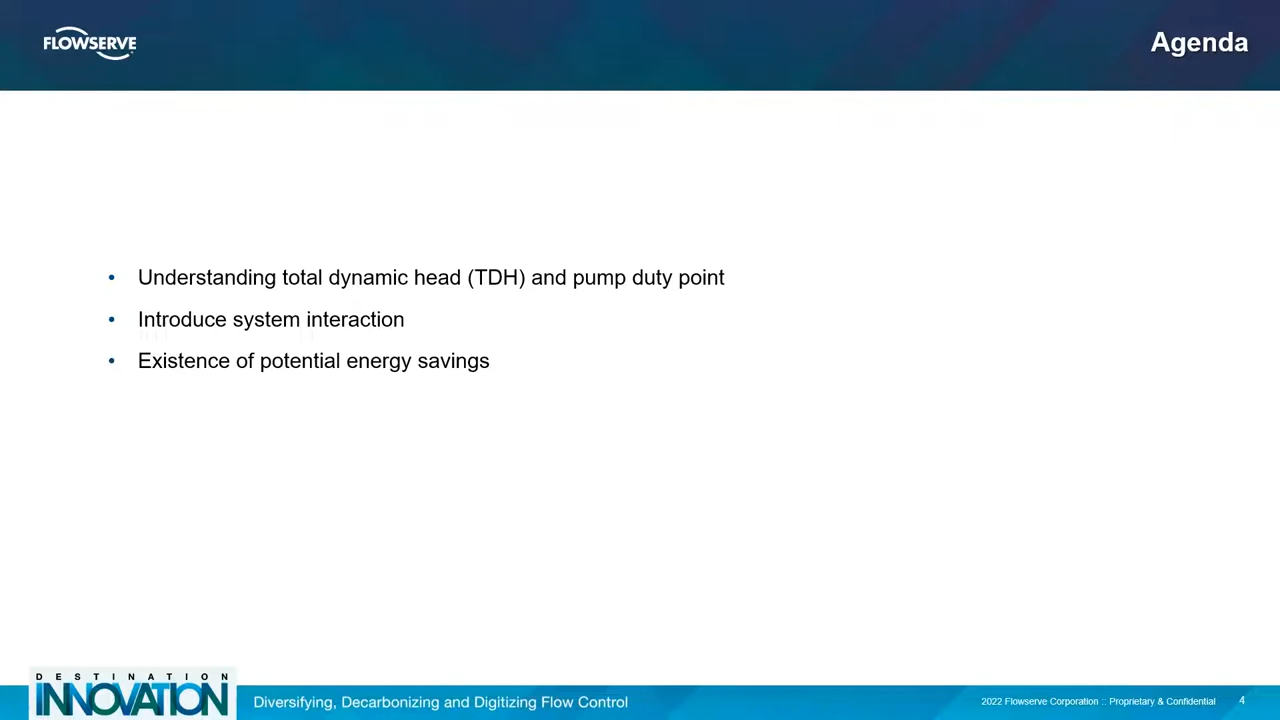 FLOWSERVE
Agenda
• Understanding total dynamic head (TDH) and pump duty point
• Introduce system interaction
• Existence of potential energy savings
DESTINATION
INNOVATION
Diversifying, Decarbonizing and Digitizing Flow Control
2022 Flowserve Corporation :: Proprietary & Confidential 4